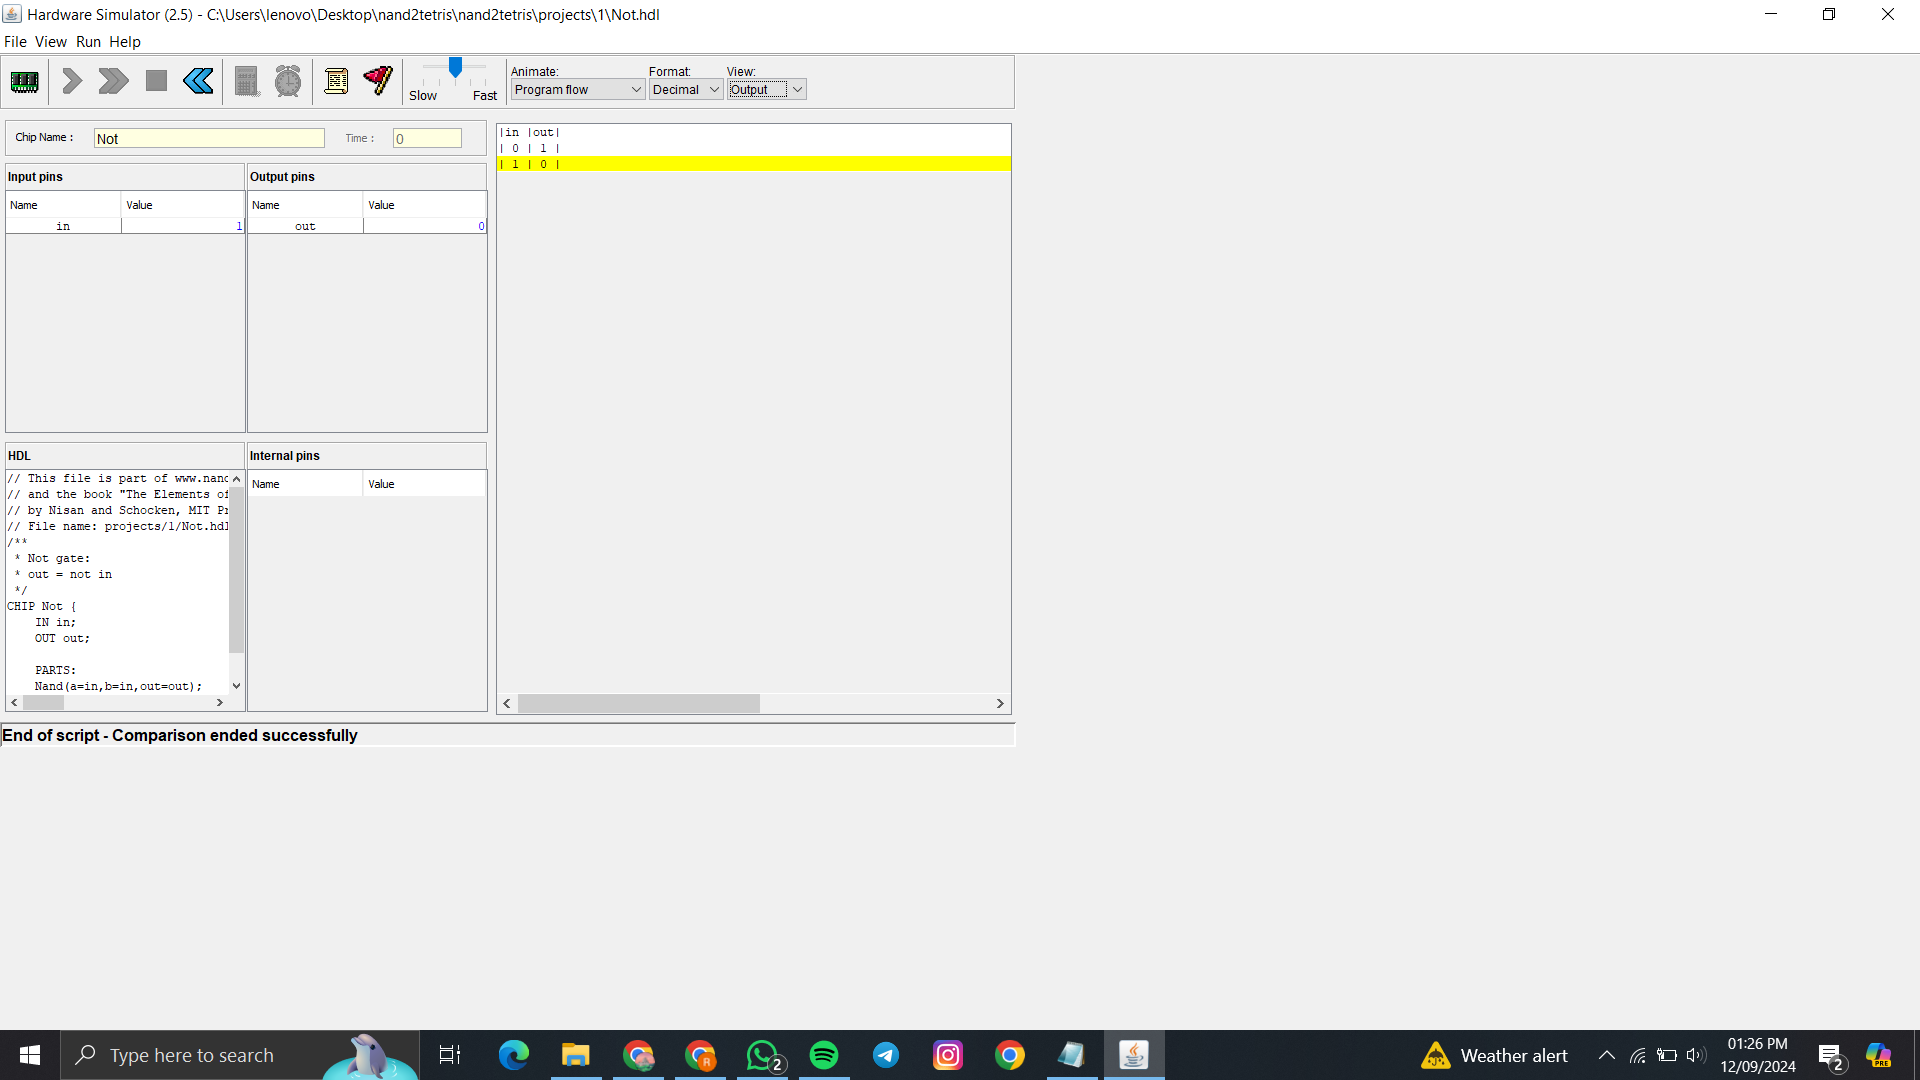 Hardware Simulator (2.5) - C:\Users\lenovo\Desktop\nand2tetris\nand2tetris\projects\1\Not.hdl
File View Run Help
Slow Fast
Animate: Format: View:
Program flow Decimal Output
Chip Name : Not Time : 0
Input pins
Name Value
in 1
Output pins
Name Value
out 0
|in |out|
| 0 | 1 |
| 1 | 0 |
HDL
// This file is part of www.nand
// and the book "The Elements of
// by Nisan and Schocken, MIT Pr
// File name: projects/1/Not.hdl
/**
* Not gate:
* out = not in
*/
CHIP Not {
IN in;
OUT out;
PARTS:
Nand(a=in,b=in,out=out);
Internal pins
Name Value
End of script - Comparison ended successfully
Type here to search
2
R
Weather alert
01:26 PM
12/09/2024
2
PRE